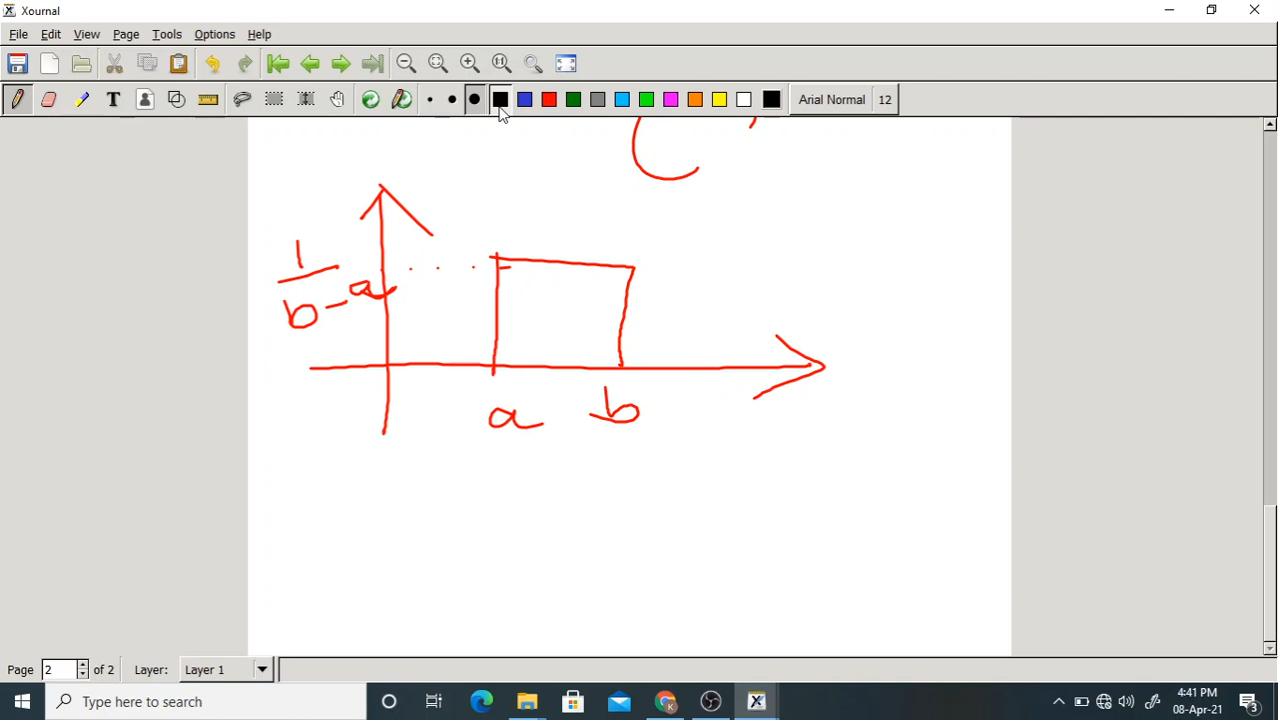 Xournal
File Edit View Page Tools Options Help
Arial Normal 12
1
b-a
a b
Page 2 of 2 Layer: Layer 1
Type here to search
4:41 PM
08-Apr-21
3